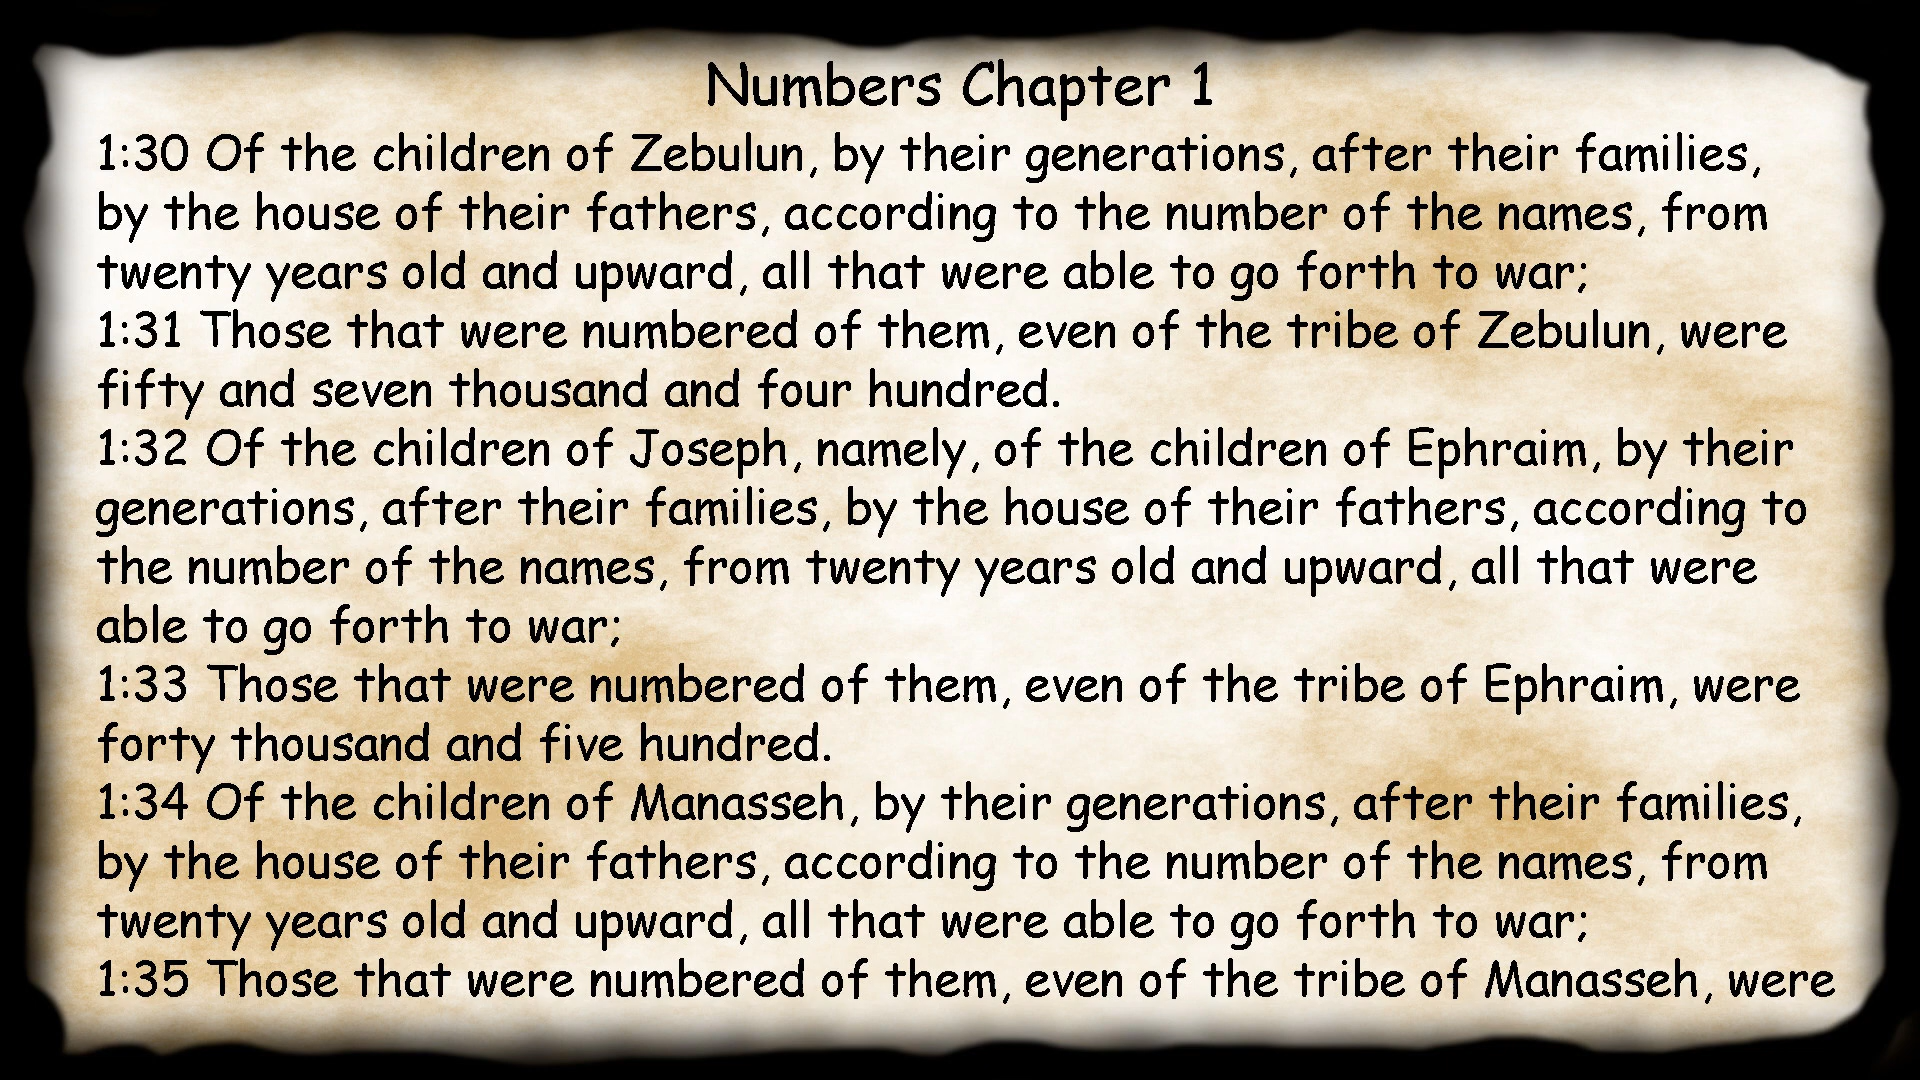 Numbers Chapter 1
1:30 Of the children of Zebulun, by their generations, after their families,
by the house of their fathers, according to the number of the names, from
twenty years old and upward, all that were able to go forth to war;
1:31 Those that were numbered of them, even of the tribe of Zebulun, were
fifty and seven thousand and four hundred.
1:32 Of the children of Joseph, namely, of the children of Ephraim, by their
generations, after their families, by the house of their fathers, according to
the number of the names, from twenty years old and upward, all that were
able to go forth to war;
1:33 Those that were numbered of them, even of the tribe of Ephraim, were
forty thousand and five hundred.
1:34 Of the children of Manasseh, by their generations, after their families,
by the house of their fathers, according to the number of the names, from
twenty years old and upward, all that were able to go forth to war;
1:35 Those that were numbered of them, even of the tribe of Manasseh, were